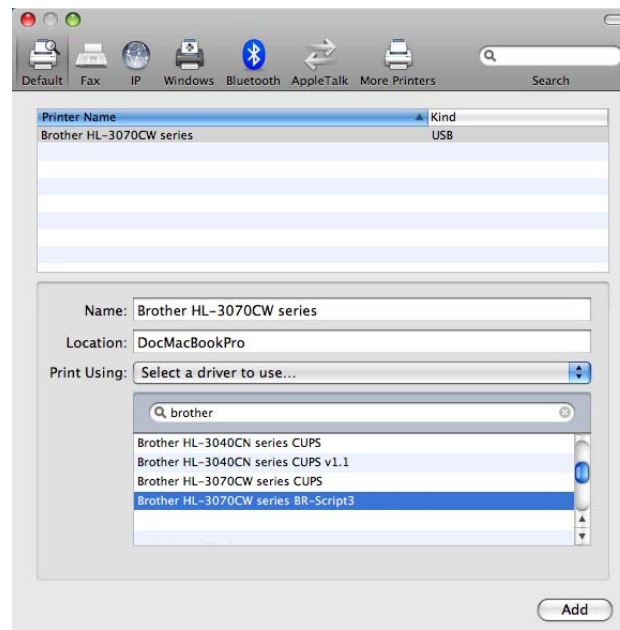 Default Fax IP Windows Bluetooth AppleTalk More Printers Search
Printer Name Kind
Brother HL-3070CW series USB
Name: Brother HL-3070CW series
Location: DocMacBookPro
Print Using: Select a driver to use...
brother
Brother HL-3040CN series CUPS
Brother HL-3040CN series CUPS v1.1
Brother HL-3070CW series CUPS
Brother HL-3070CW series BR-Script3
Add